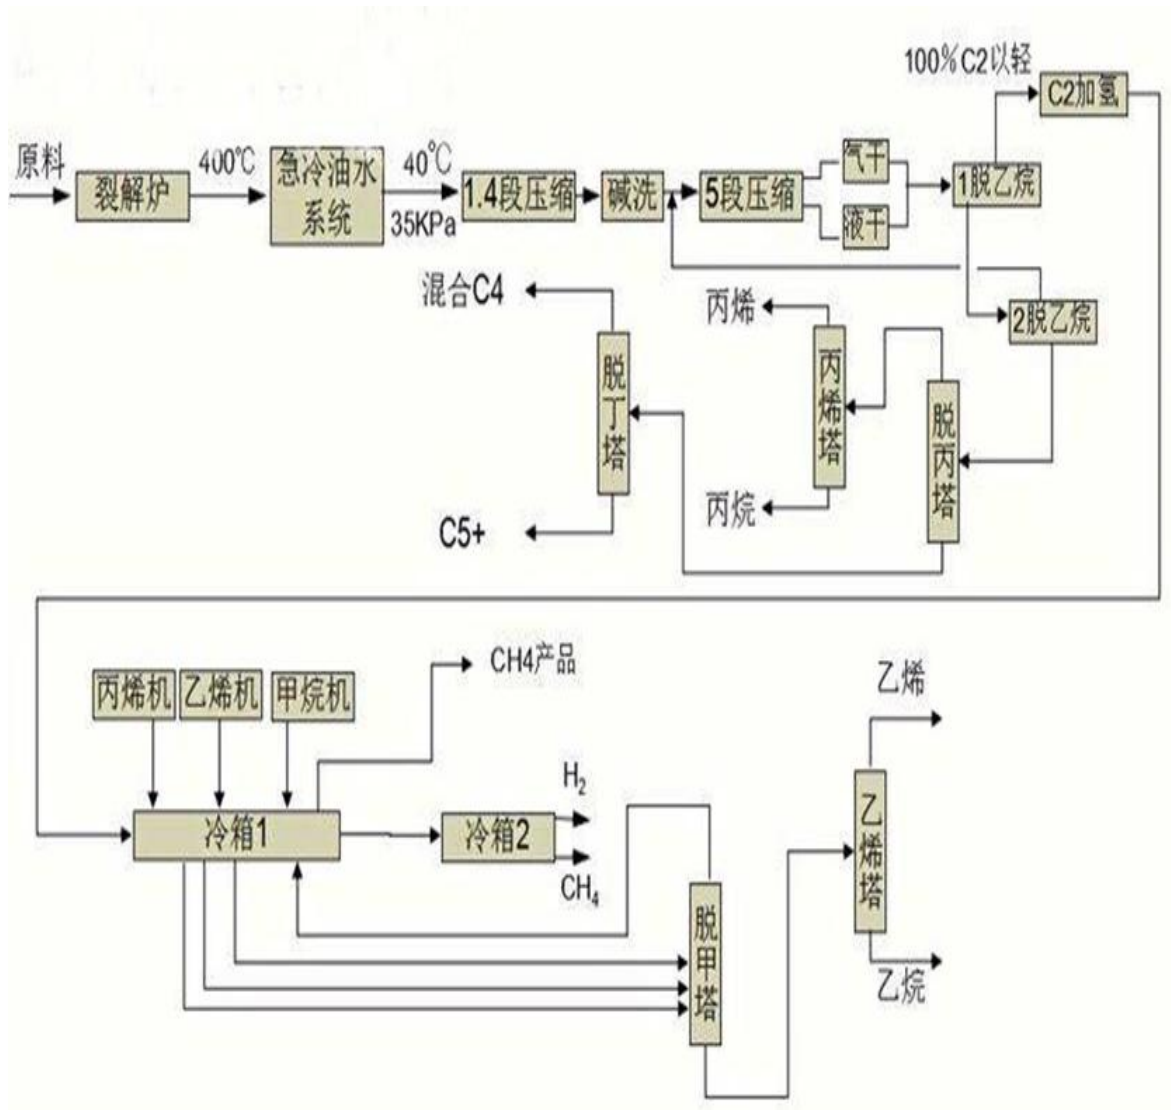 100%C2以轻
C2加氢
原料
裂解炉
400℃
急冷油水
系统
40℃
35KPa
1.4段压缩
碱洗
5段压缩
气干
液干
1脱乙烷
2脱乙烷
混合C4
脱丁塔
C5+
丙烯
丙烯塔
丙烷
脱丙塔
丙烯机
乙烯机
甲烷机
CH4产品
冷箱1
冷箱2
H₂
CH₄
脱甲塔
乙烯
乙烯塔
乙烷